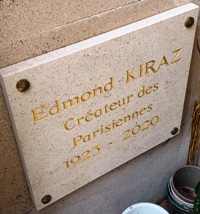 Edmond KIRAZ
Créateur des
Parisiennes
1923 - 2020